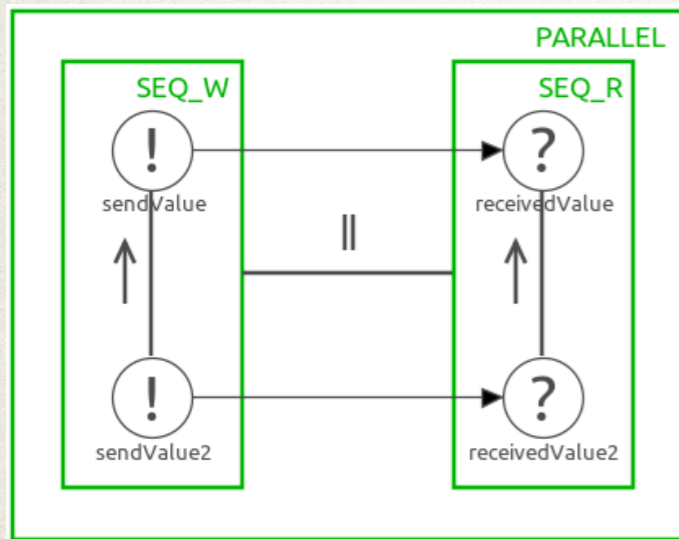 PARALLEL
SEQ_W
SEQ_R
!
?
sendValue
receivedValue
||
↑
↑
!
?
sendValue2
receivedValue2